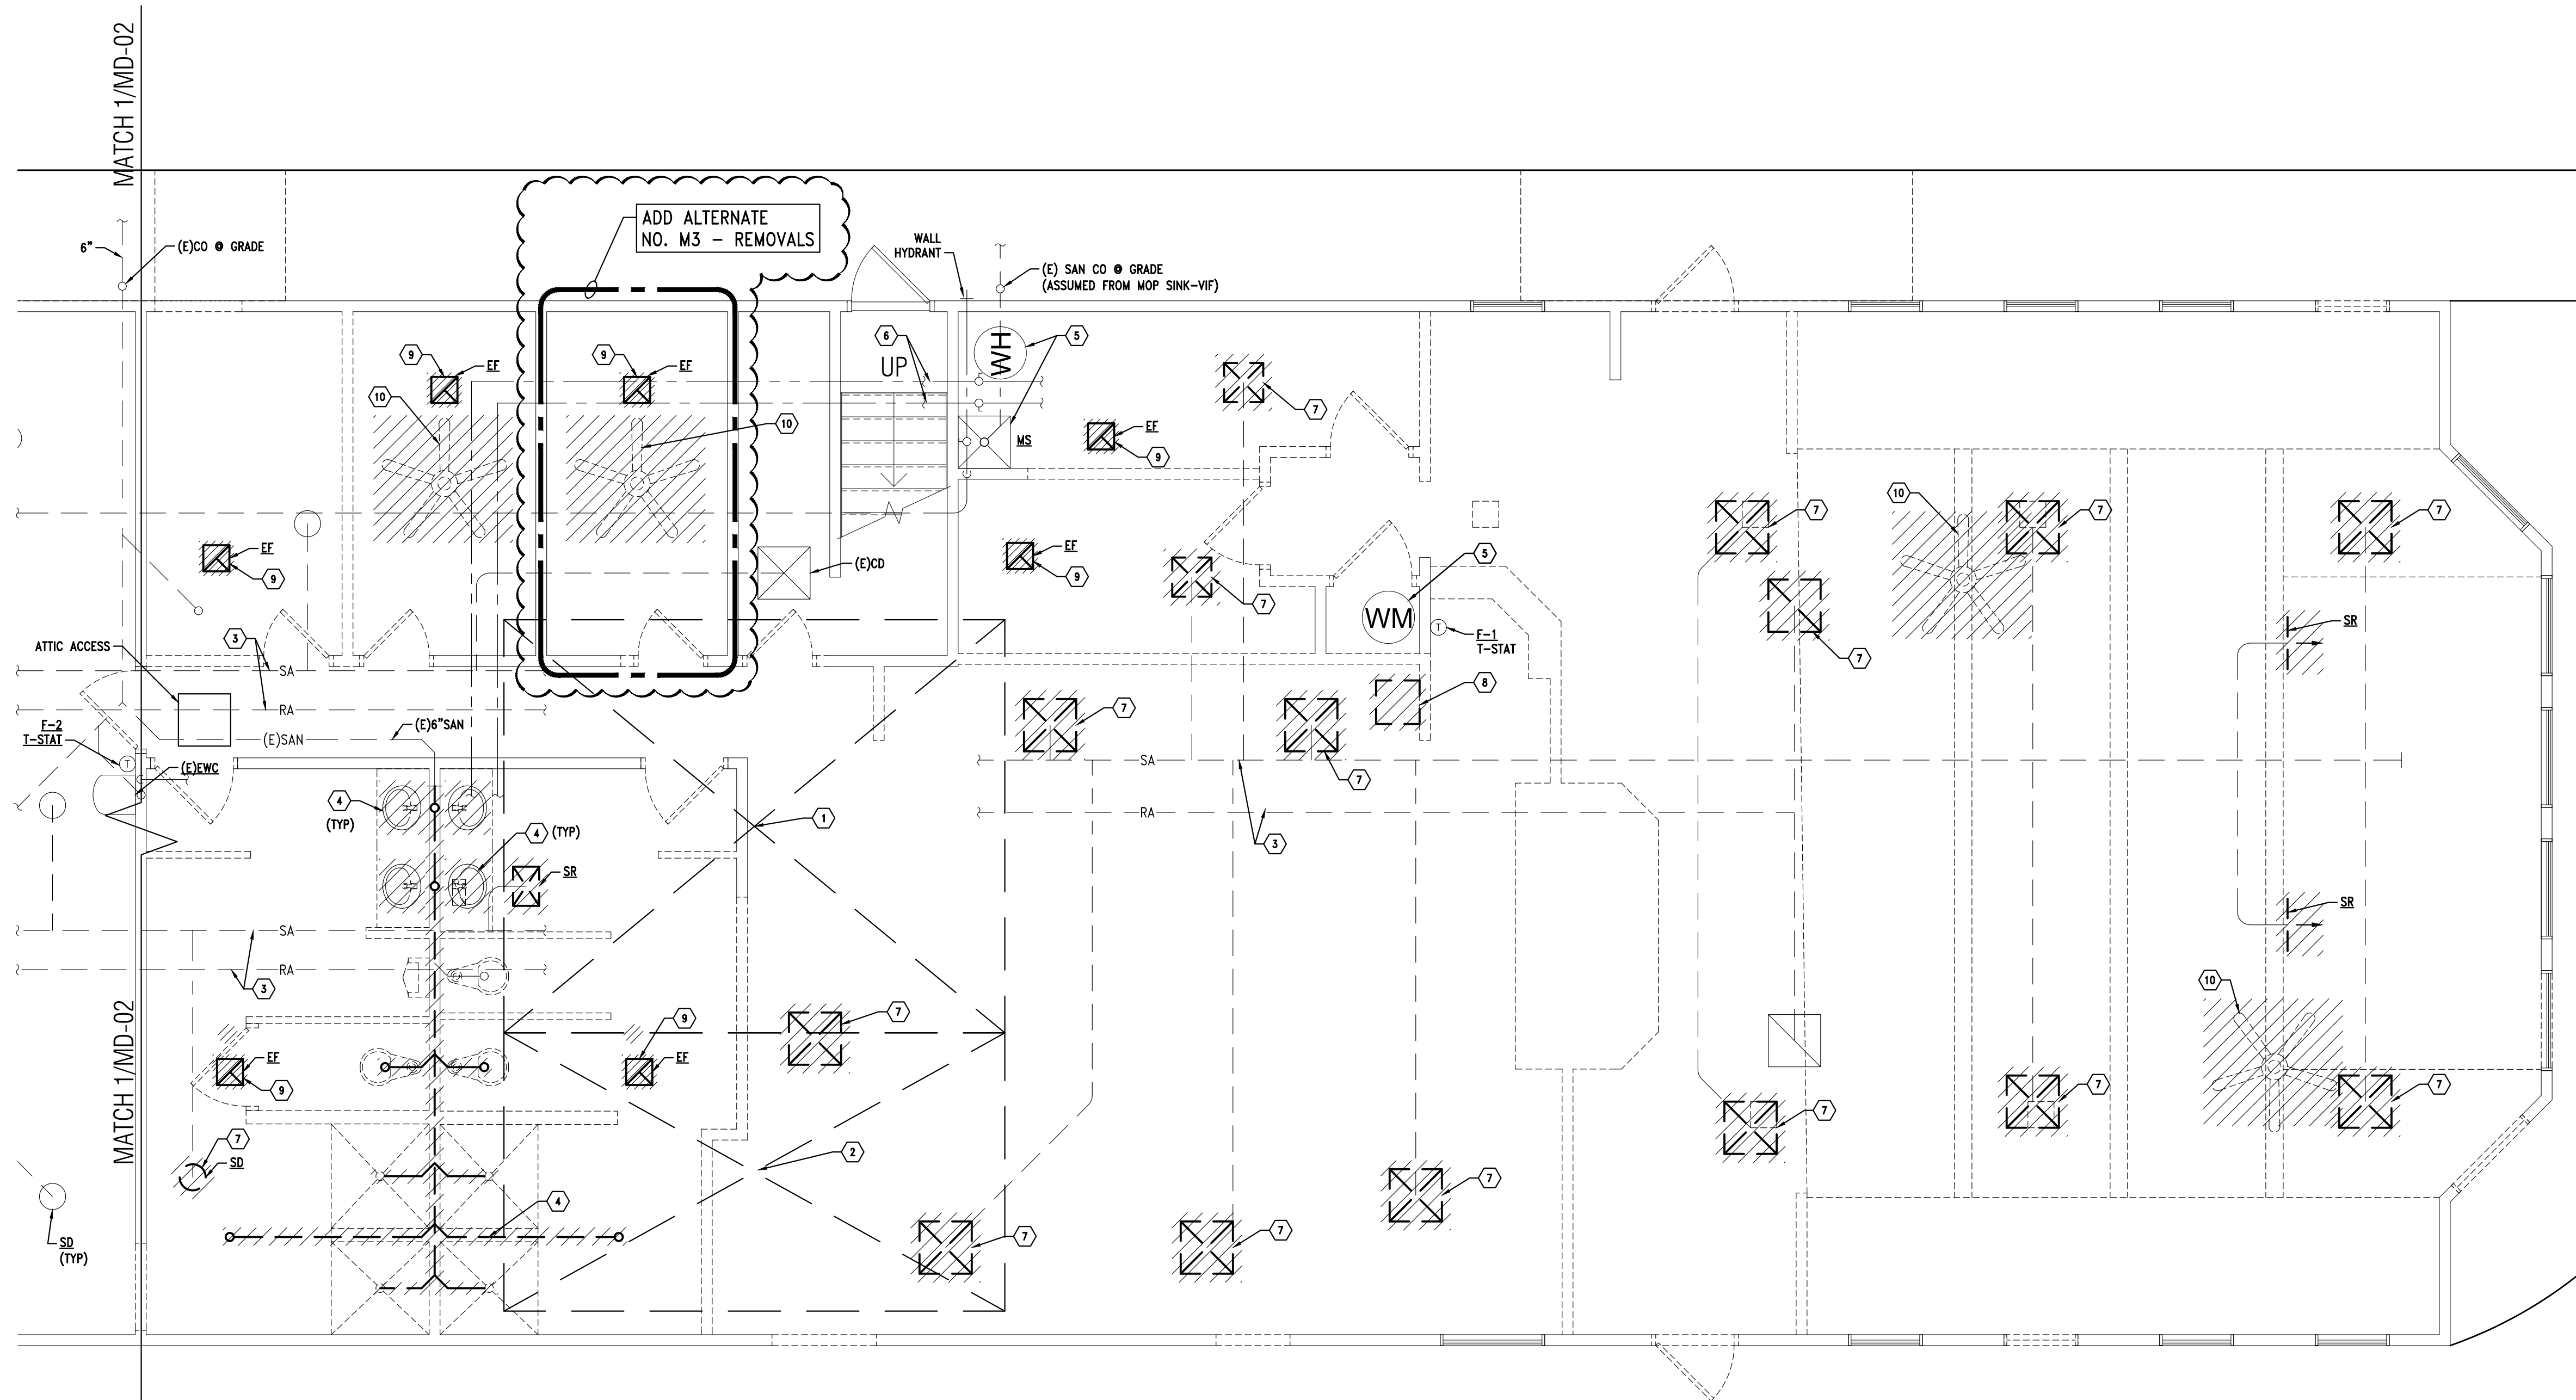 MATCH 1/MD-02
ADD ALTERNATE
NO. M3 - REMOVALS
6"
(E)CO @ GRADE
WALL
HYDRANT
(E) SAN CO @ GRADE
(ASSUMED FROM MOP SINK-VIF)
6
UP
WH
5
9
EF
9
EF
10
10
7
MS
EF
9
7
10
7
7
EF
9
(E)CD
EF
9
5
7
WM
F-1
T-STAT
SR
7
3
ATTIC ACCESS
SA
RA
8
7
F-2
T-STAT
(E)SAN
(E)6"SAN
(E)EWC
SA
7
4
(TYP)
1
RA
4
(TYP)
3
SR
SR
SA
RA
3
10
9
7
EF
EF
9
7
7
7
7
SD
2
7
4
7
7
SD
(TYP)
MATCH 1/MD-02